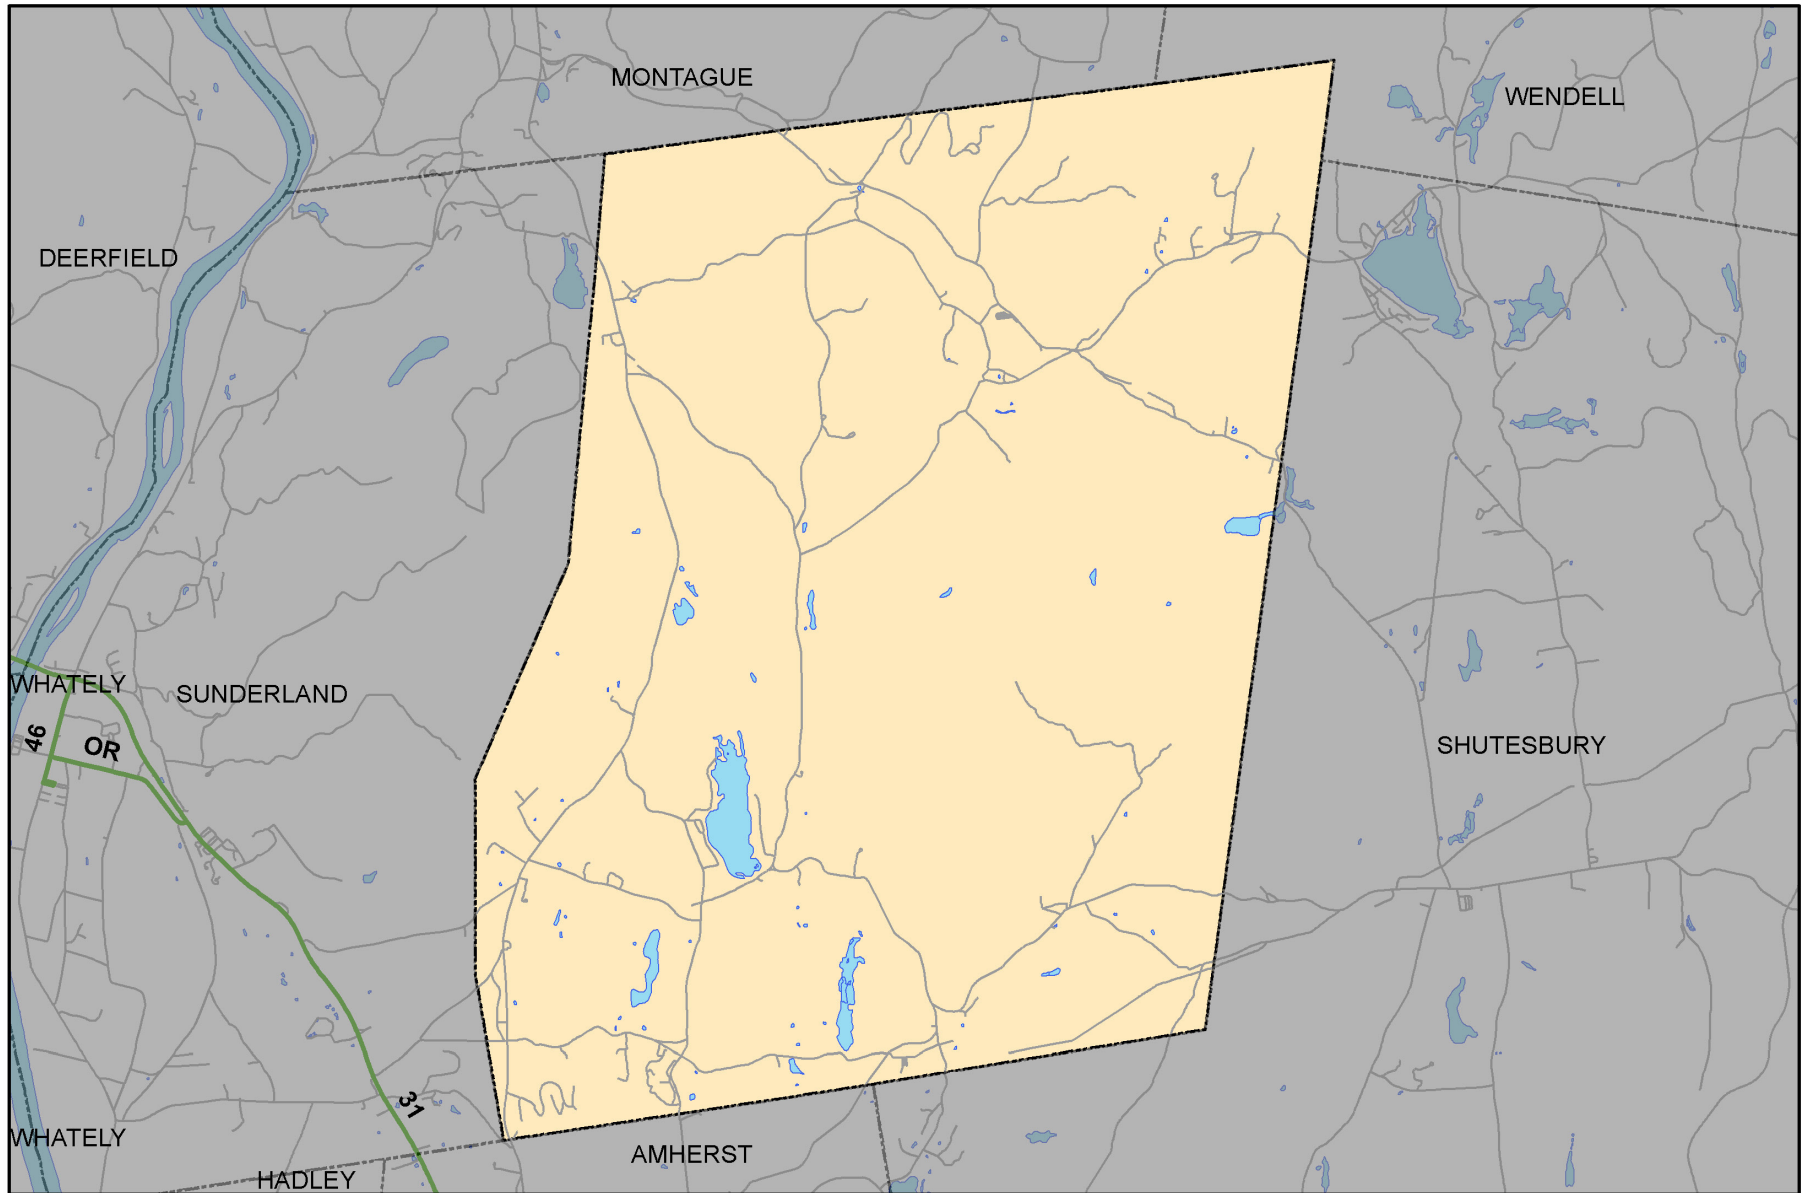 MONTAGUE
WENDELL
DEERFIELD
WHATELY
SUNDERLAND
46
OR
SHUTESBURY
31
WHATELY
AMHERST
HADLEY